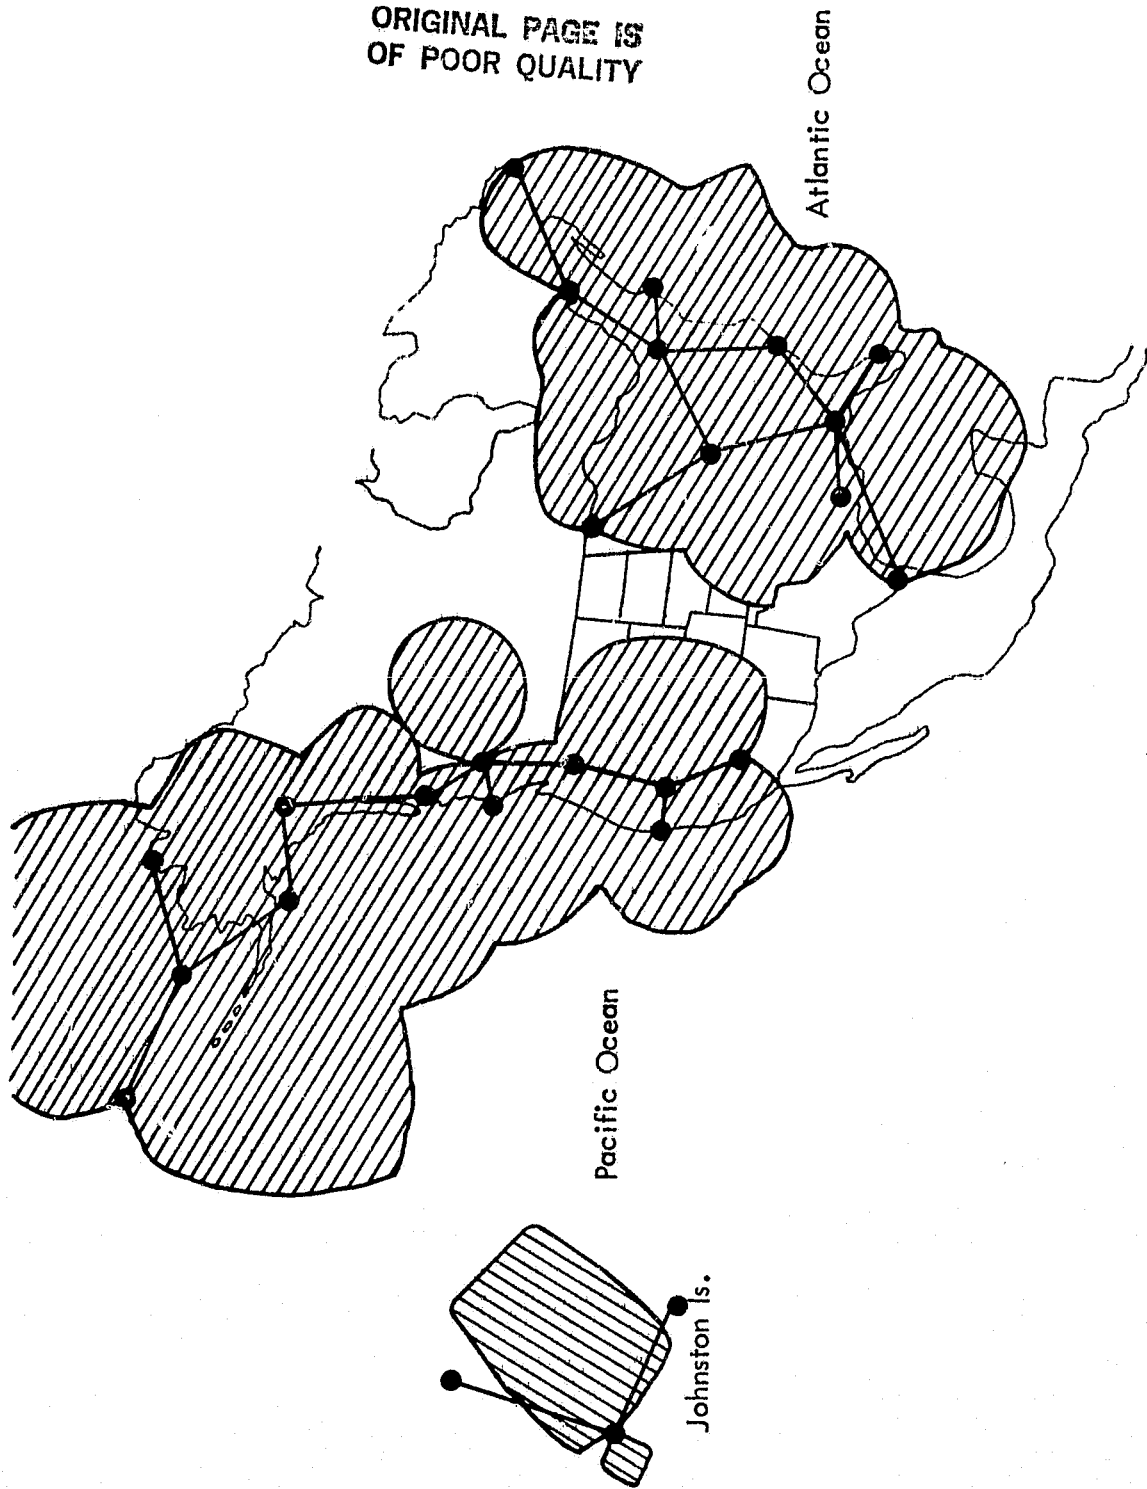 ORIGINAL PAGE IS
OF POOR QUALITY
Atlantic Ocean
Pacific Ocean
Johnston Is.